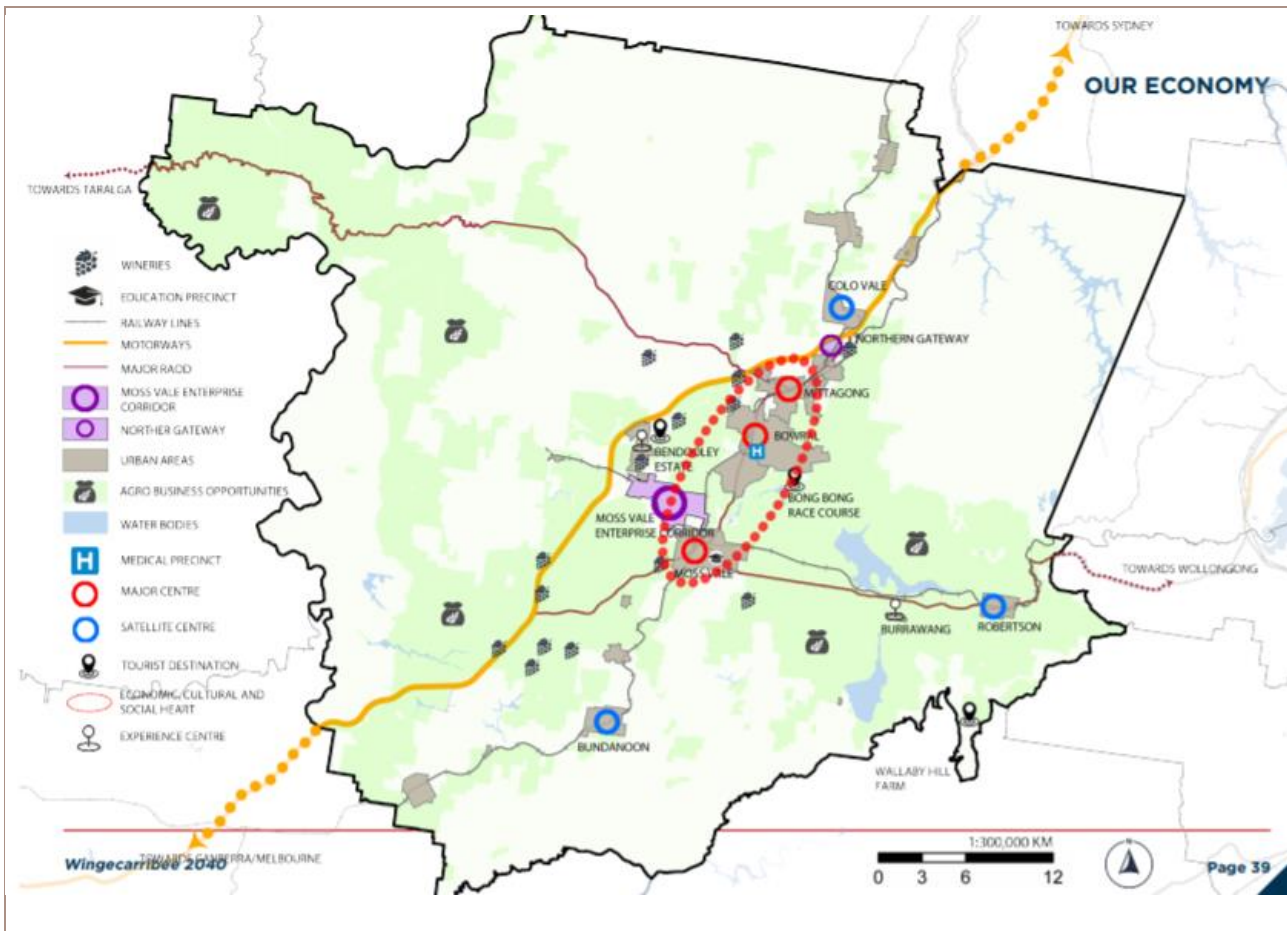 TOWARDS SYDNEY
OUR ECONOMY
TOWARDS TARALGA
WINERIES
EDUCATION PRECINCT
RAILWAY LINES
MOTORWAYS
MAJOR RAOD
MOSS VALE ENTERPRISE
CORRIDOR
NORTHER GATEWAY
URBAN AREAS
AGRO BUSINESS OPPORTUNITIES
WATER BODIES
H
MEDICAL PRECINCT
MAJOR CENTRE
SATELLITE CENTRE
TOURIST DESTINATION
ECONOMIC, CULTURAL AND
SOCIAL HEART
EXPERIENCE CENTRE
COLO VALE
NORTHERN GATEWAY
MITTAGONG
BOWRAL
H
BENDOOLEY
ESTATE
BONG BONG
RACE COURSE
MOSS VALE
ENTERPRISE CORRIDOR
MOSS VALE
TOWARDS WOLLONGONG
BURRAWANG
ROBERTSON
BUNDANOON
WALLABY HILL
FARM
TOWARDS CANBERRA/MELBOURNE
Wingecarribee 2040
1:300,000 KM
0 3 6 12
N
Page 39